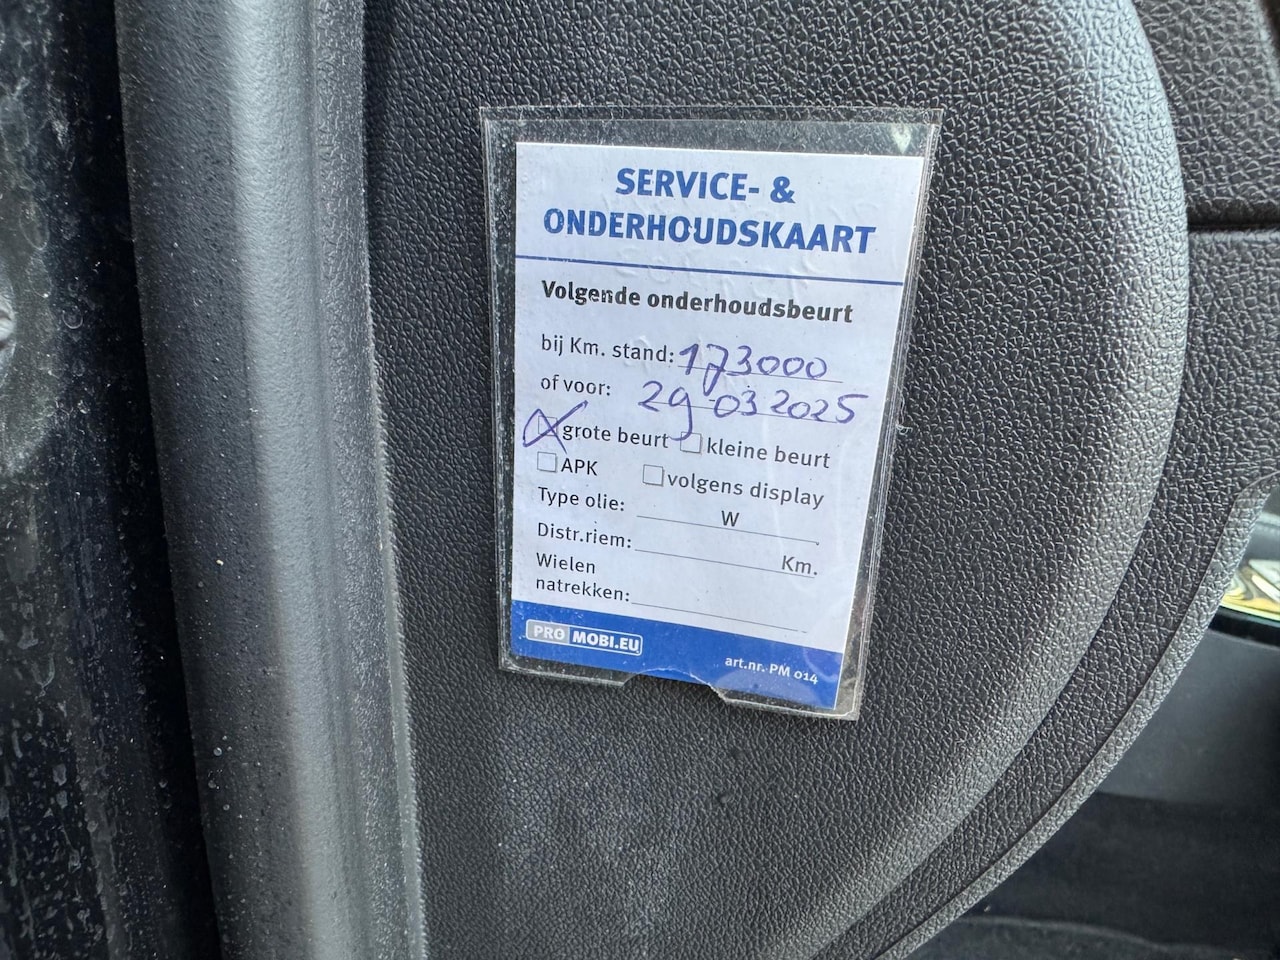 SERVICE- &
ONDERHOUDSKAART
Volgende onderhoudsbeurt
bij Km. stand: 173000
of voor: 29 03 2025
grote beurt kleine beurt
APK volgens display
Type olie: W
Distr.riem: Km.
Wielen
natrekken:
PRO MOBI.EU art.nr. PM 014